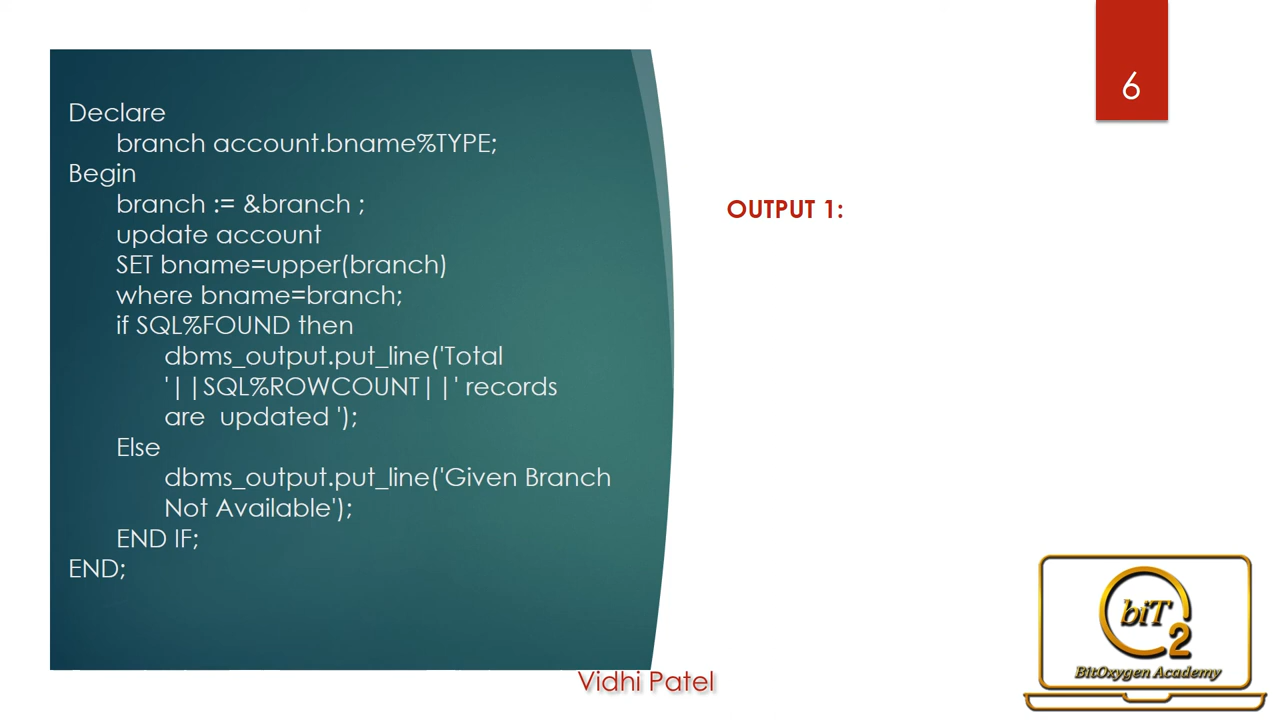 6
Declare
branch account.bname%TYPE;
Begin
branch := &branch ;
update account
SET bname=upper(branch)
where bname=branch;
if SQL%FOUND then
dbms_output.put_line('Total
'||SQL%ROWCOUNT||' records
are  updated ');
Else
dbms_output.put_line('Given Branch
Not Available');
END IF;
END;
OUTPUT 1:
Vidhi Patel
biT
2
BitOxygen Academy